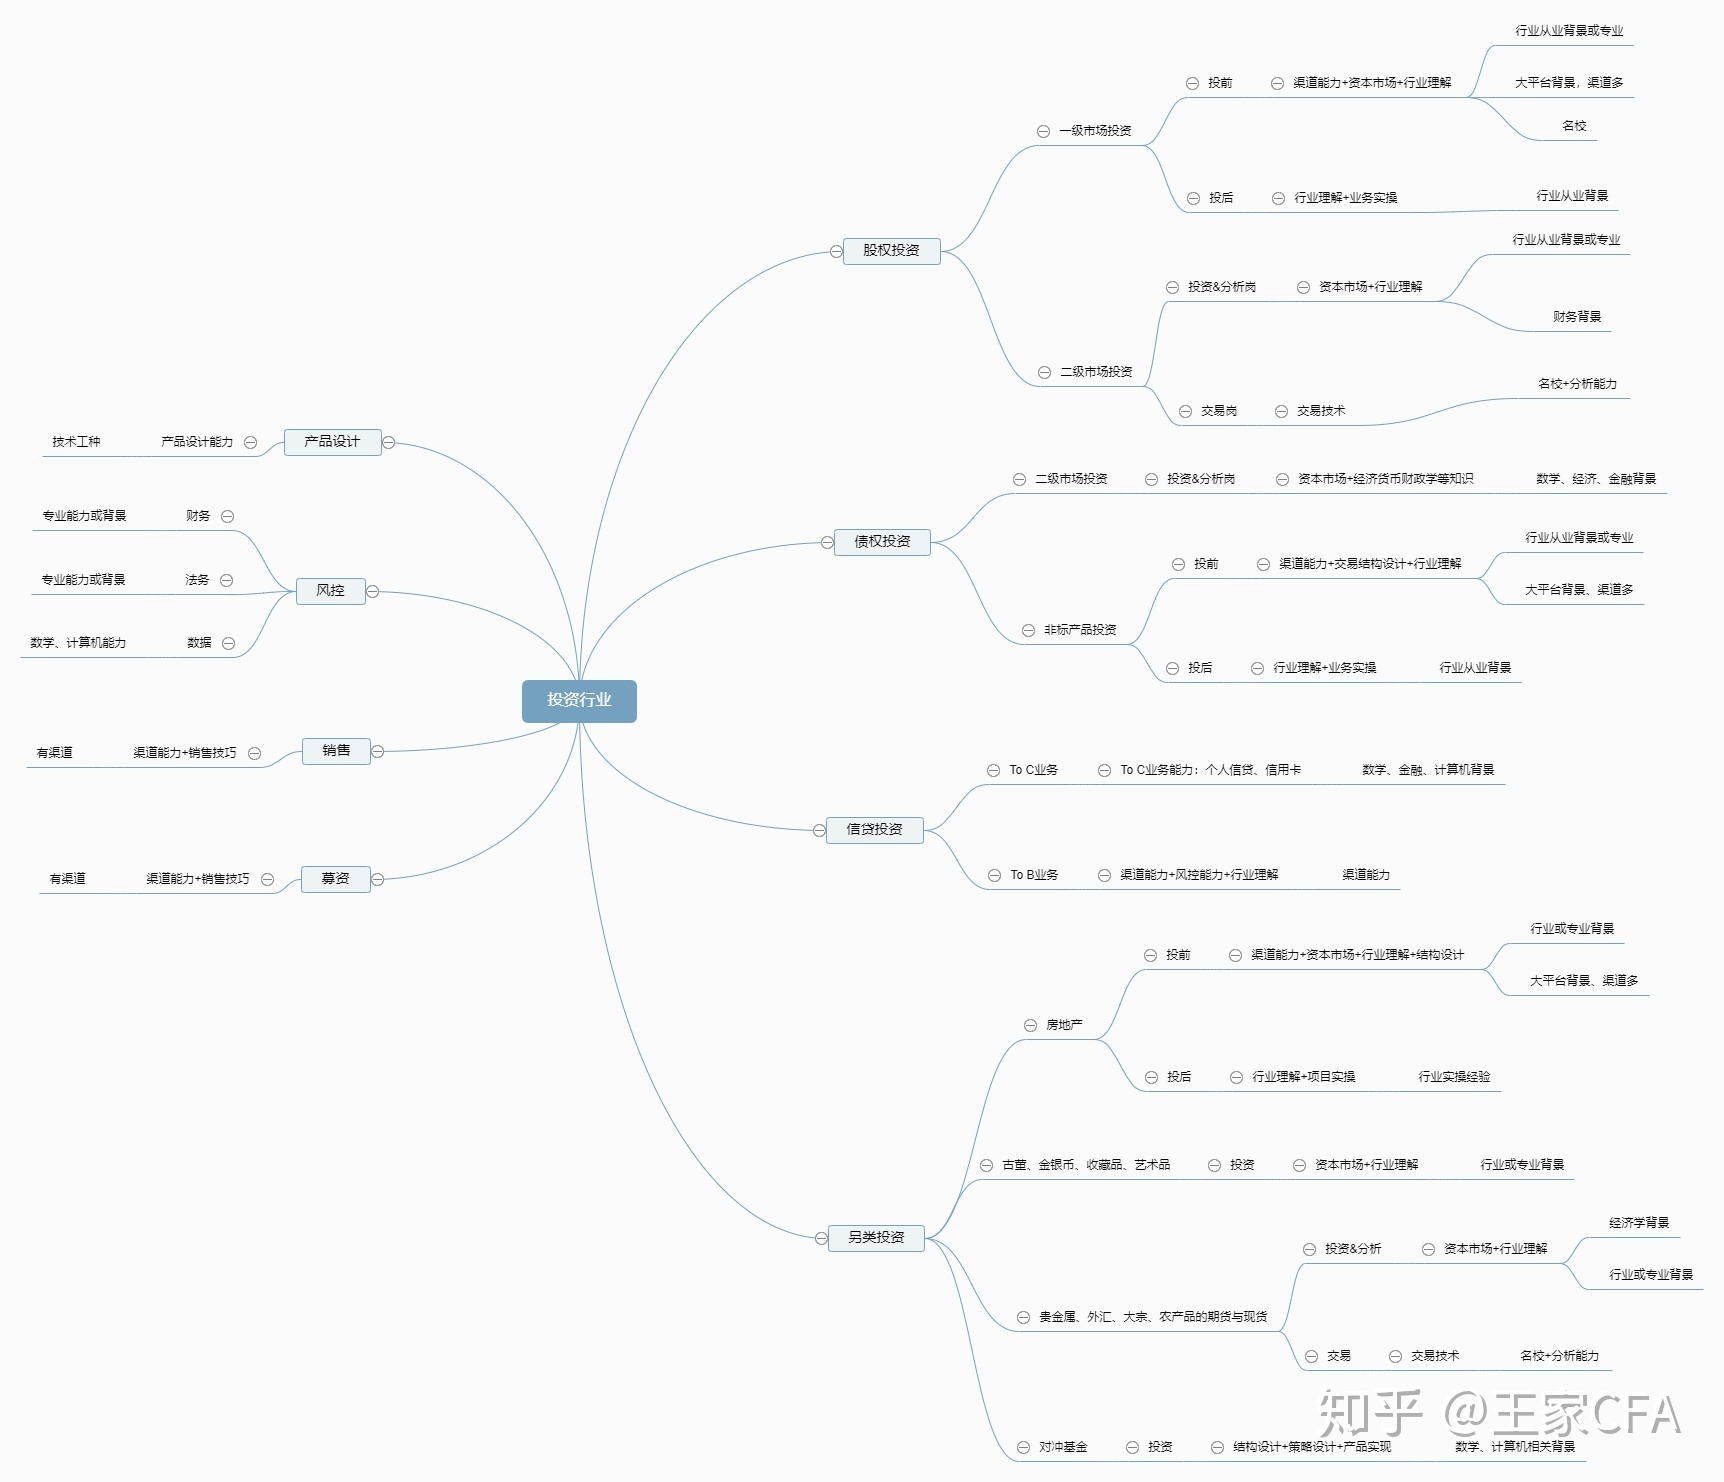 投资行业
股权投资
一级市场投资
投前
渠道能力+资本市场+行业理解
行业从业背景或专业
大平台背景，渠道多
名校
投后
行业理解+业务实操
行业从业背景
二级市场投资
投资&分析岗
资本市场+行业理解
行业从业背景或专业
财务背景
交易岗
交易技术
名校+分析能力
债权投资
二级市场投资
投资&分析岗
资本市场+经济货币财政学等知识
数学、经济、金融背景
非标产品投资
投前
渠道能力+交易结构设计+行业理解
行业从业背景或专业
大平台背景、渠道多
投后
行业理解+业务实操
行业从业背景
信贷投资
To C业务
To C业务能力：个人信贷、信用卡
数学、金融、计算机背景
To B业务
渠道能力+风控能力+行业理解
渠道能力
另类投资
房地产
投前
渠道能力+资本市场+行业理解+结构设计
行业或专业背景
大平台背景、渠道多
投后
行业理解+项目实操
行业实操经验
古董、金银币、收藏品、艺术品
投资
资本市场+行业理解
行业或专业背景
贵金属、外汇、大宗、农产品的期货与现货
投资&分析
资本市场+行业理解
经济学背景
行业或专业背景
交易
交易技术
名校+分析能力
对冲基金
投资
结构设计+策略设计+产品实现
数学、计算机相关背景
产品设计
产品设计能力
技术工种
风控
财务
专业能力或背景
法务
专业能力或背景
数据
数学、计算机能力
销售
渠道能力+销售技巧
有渠道
募资
渠道能力+销售技巧
有渠道
知乎 @王家CFA